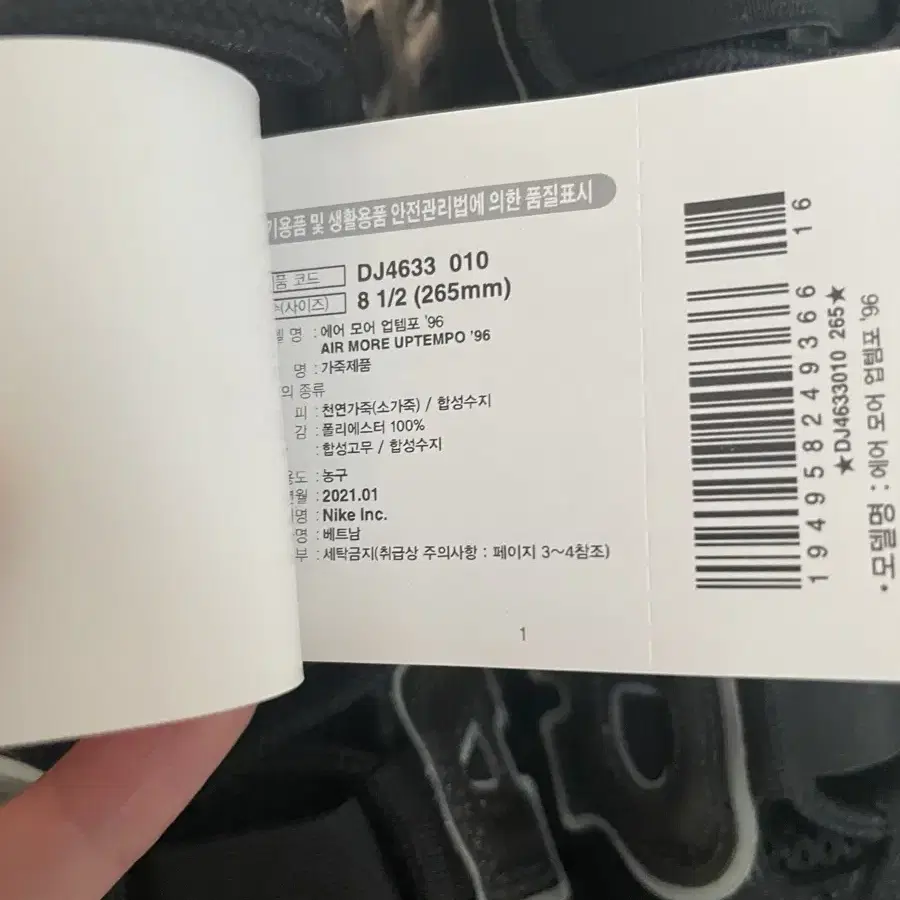 기용품 및 생활용품 안전관리법에 의한 품질표시
품 코드 DJ4633 010
(사이즈) 8 1/2 (265mm)
델 명 : 에어 모어 업템포 '96
AIR MORE UPTEMPO '96
명 : 가죽제품
의 종류
피 : 천연가죽(소가죽) / 합성수지
감 : 폴리에스터 100%
: 합성고무 / 합성수지
용도 : 농구
년월 : 2021.01
명 : Nike Inc.
명 : 베트남
부 : 세탁금지(취급상 주의사항 : 페이지 3~4참조)
1
194958249366 16
★DJ4633010 265★
• 모델명 : 에어 모어 업템포 '96